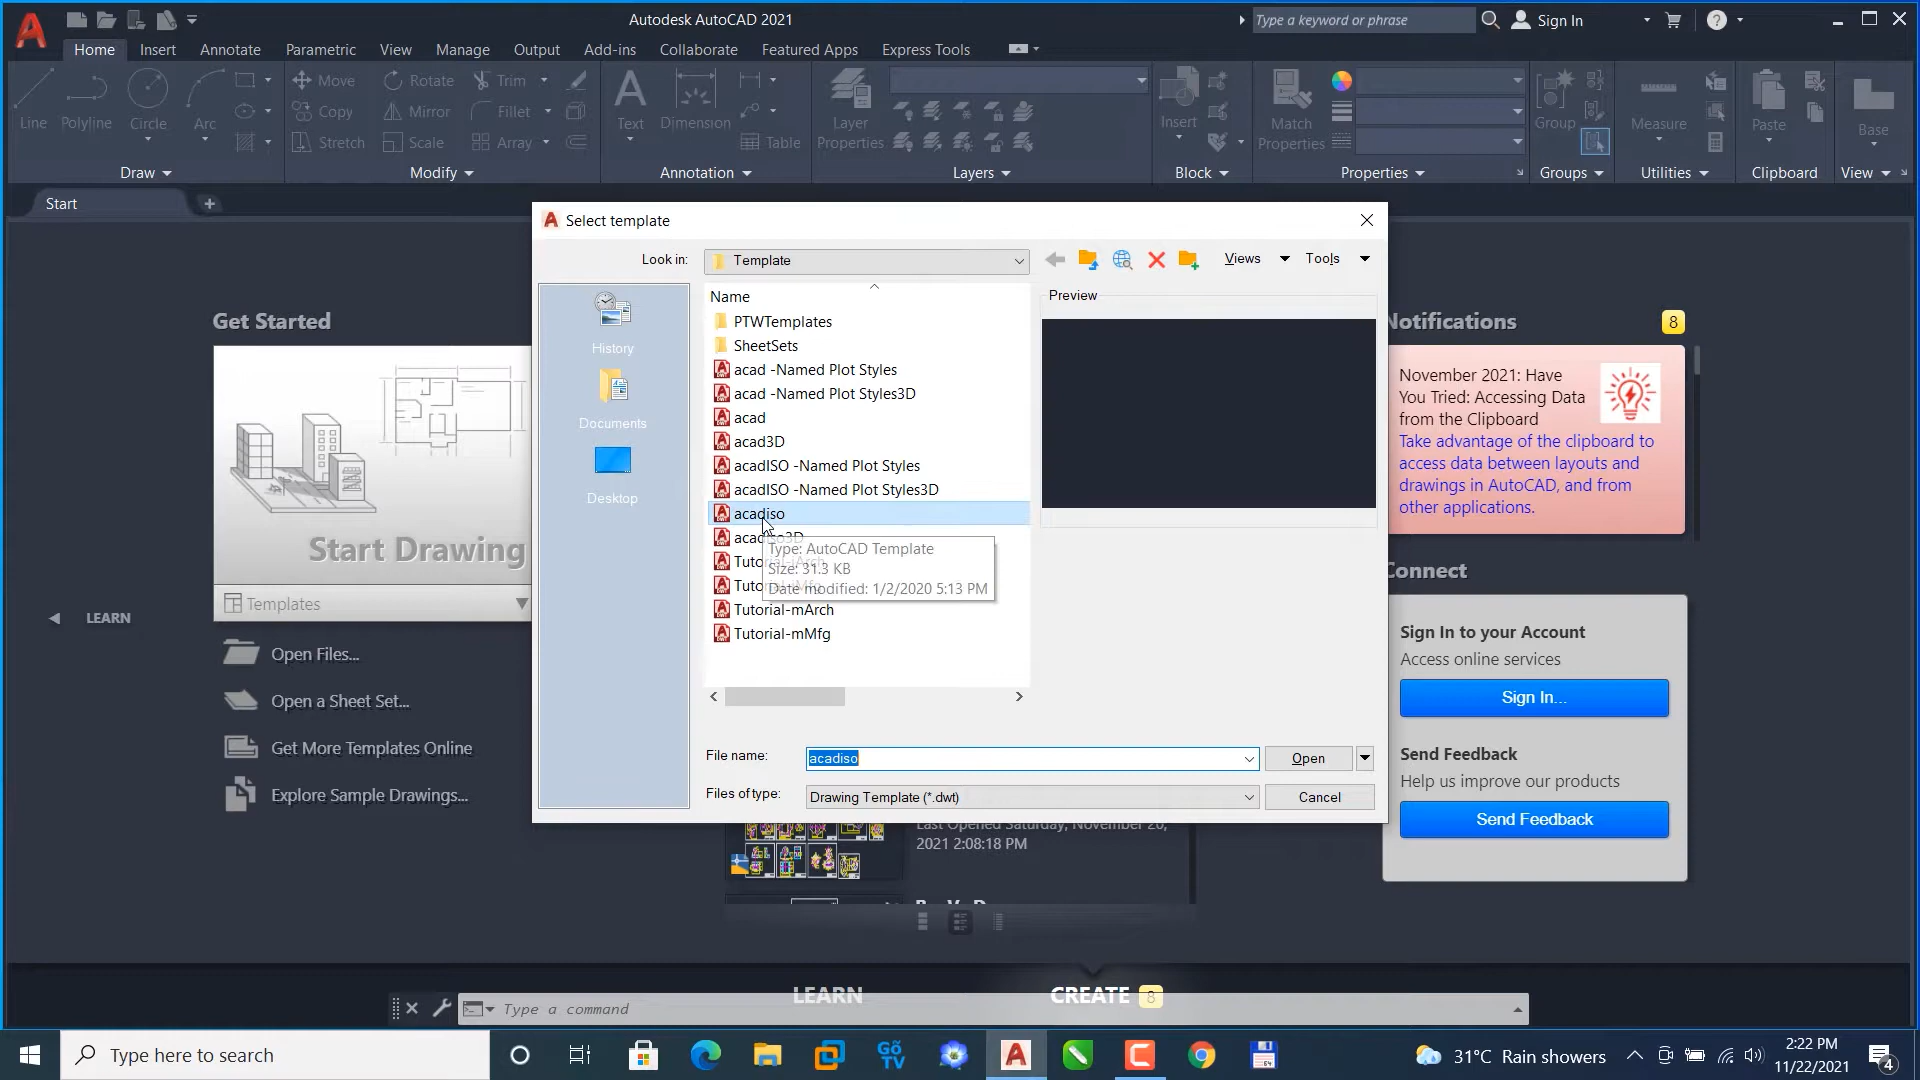 Autodesk AutoCAD 2021
Type a keyword or phrase
Sign In
Home
Insert
Annotate
Parametric
View
Manage
Output
Add-ins
Collaborate
Featured Apps
Express Tools
Line
Polyline
Circle
Arc
Move
Rotate
Trim
Copy
Mirror
Fillet
Stretch
Scale
Array
Text
Dimension
Table
Layer
Properties
Insert
Match
Properties
Group
Measure
Paste
Base
Draw
Modify
Annotation
Layers
Block
Properties
Groups
Utilities
Clipboard
View
Start
Select template
Look in:
Template
Views
Tools
History
Documents
Desktop
Name
PTWTemplates
SheetSets
acad -Named Plot Styles
acad -Named Plot Styles3D
acad
acad3D
acadISO -Named Plot Styles
acadISO -Named Plot Styles3D
acadiso
acadiso3D
Type: AutoCAD Template
Size: 31.3 KB
Date modified: 1/2/2020 5:13 PM
Tutorial-mArch
Tutorial-mMfg
Preview
File name:
acadiso
Open
Files of type:
Drawing Template (*.dwt)
Cancel
Get Started
Start Drawing
Templates
LEARN
Open Files...
Open a Sheet Set...
Get More Templates Online
Explore Sample Drawings...
Last Opened Saturday, November 20,
2021 2:08:18 PM
Notifications
8
November 2021: Have
You Tried: Accessing Data
from the Clipboard
Take advantage of the clipboard to
access data between layouts and
drawings in AutoCAD, and from
other applications.
Connect
Sign In to your Account
Access online services
Sign In...
Send Feedback
Help us improve our products
Send Feedback
LEARN
CREATE 8
Type a command
Type here to search
GõTV
64
31°C Rain showers
2:22 PM
11/22/2021
4